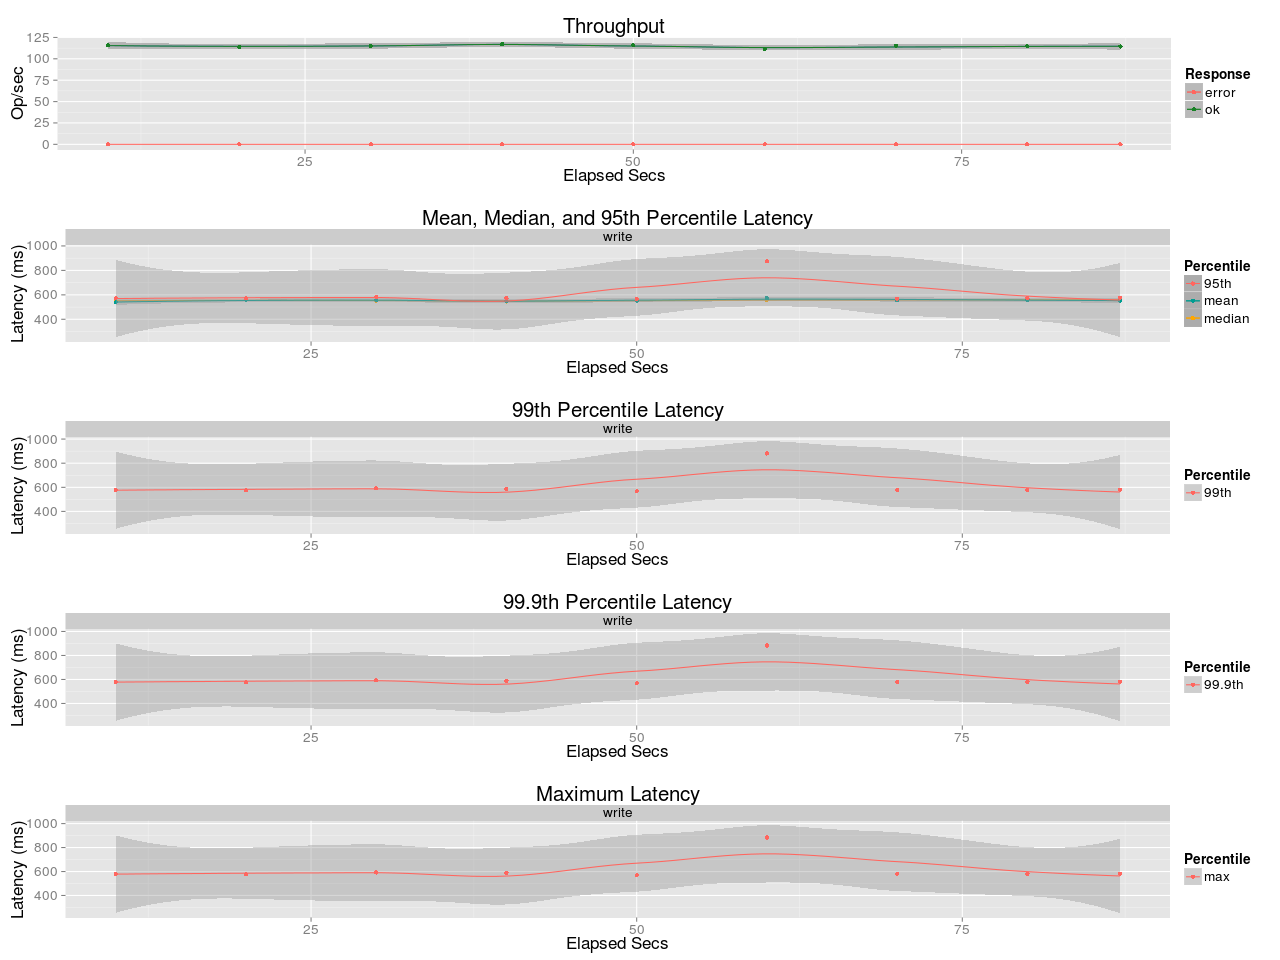 Throughput
125
100
75
50
25
0
Op/sec
25 50 75
Elapsed Secs
Response
error
ok
Mean, Median, and 95th Percentile Latency
write
1000
800
600
400
Latency (ms)
25 50 75
Elapsed Secs
Percentile
95th
mean
median
99th Percentile Latency
write
1000
800
600
400
Latency (ms)
25 50 75
Elapsed Secs
Percentile
99th
99.9th Percentile Latency
write
1000
800
600
400
Latency (ms)
25 50 75
Elapsed Secs
Percentile
99.9th
Maximum Latency
write
1000
800
600
400
Latency (ms)
25 50 75
Elapsed Secs
Percentile
max